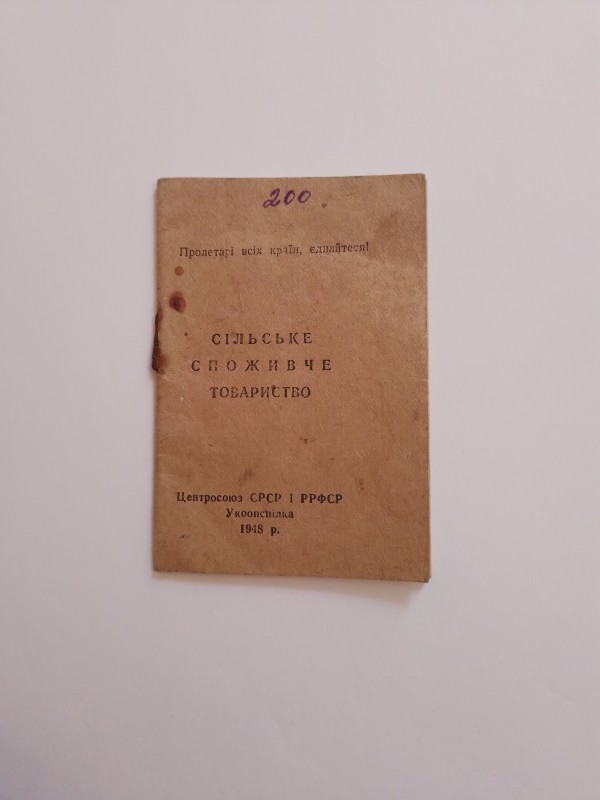 200
Пролетарі всіх країн, єднайтеся!
СІЛЬСЬКЕ
СПОЖИВЧЕ
ТОВАРИСТВО
Центросоюз СРСР і РРФСР
Укоопспілка
1948 р.